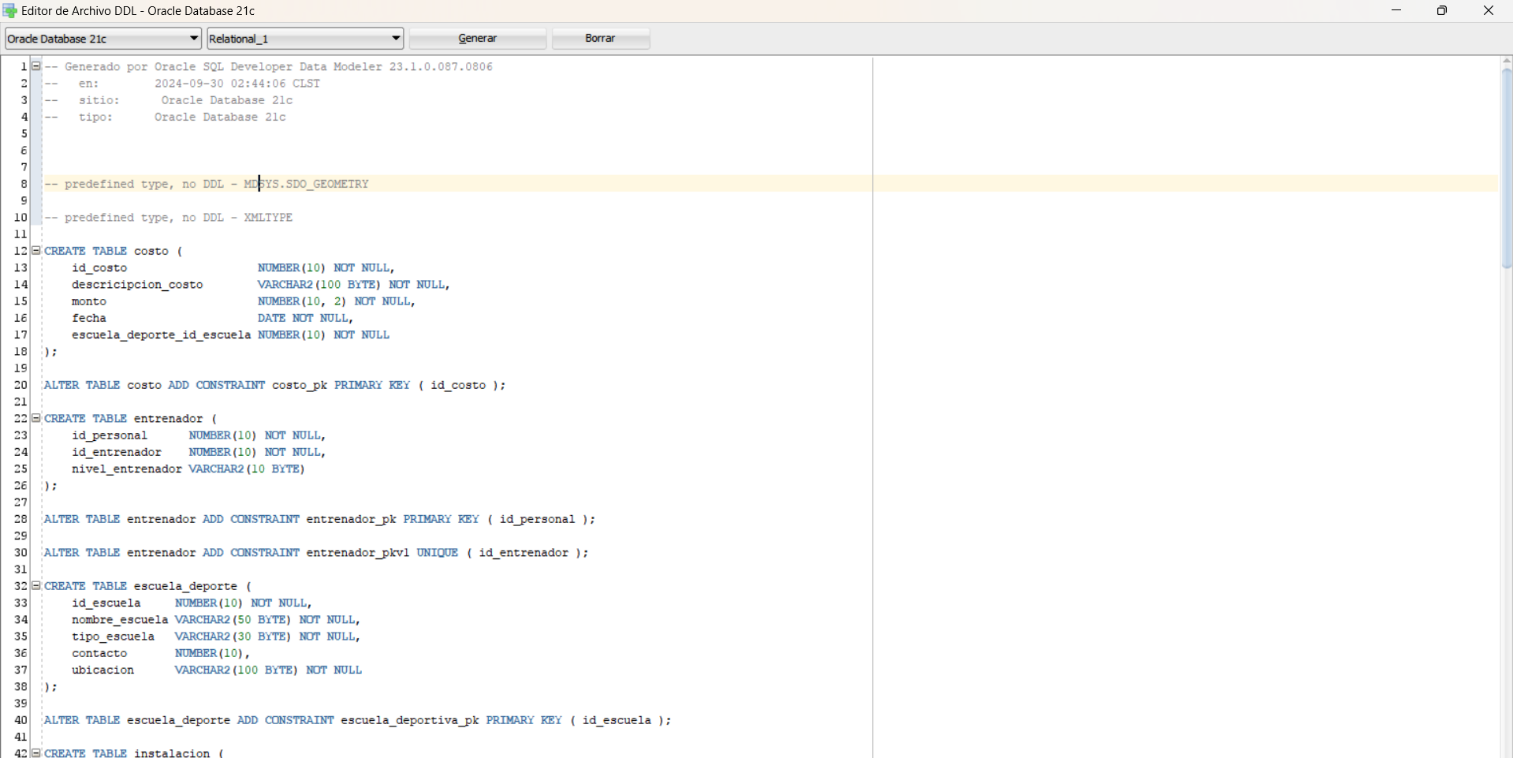 Editor de Archivo DDL - Oracle Database 21c
Oracle Database 21c Relational_1 Generar Borrar
1 -- Generado por Oracle SQL Developer Data Modeler 23.1.0.087.0806
2 -- en: 2024-09-30 02:44:06 CLST
3 -- sitio: Oracle Database 21c
4 -- tipo: Oracle Database 21c
5
6
7
8 -- predefined type, no DDL - MDSYS.SDO_GEOMETRY
9
10 -- predefined type, no DDL - XMLTYPE
11
12 CREATE TABLE costo (
13 id_costo NUMBER(10) NOT NULL,
14 descricipcion_costo VARCHAR2(100 BYTE) NOT NULL,
15 monto NUMBER(10, 2) NOT NULL,
16 fecha DATE NOT NULL,
17 escuela_deporte_id_escuela NUMBER(10) NOT NULL
18 );
19
20 ALTER TABLE costo ADD CONSTRAINT costo_pk PRIMARY KEY ( id_costo );
21
22 CREATE TABLE entrenador (
23 id_personal NUMBER(10) NOT NULL,
24 id_entrenador NUMBER(10) NOT NULL,
25 nivel_entrenador VARCHAR2(10 BYTE)
26 );
27
28 ALTER TABLE entrenador ADD CONSTRAINT entrenador_pk PRIMARY KEY ( id_personal );
29
30 ALTER TABLE entrenador ADD CONSTRAINT entrenador_pkv1 UNIQUE ( id_entrenador );
31
32 CREATE TABLE escuela_deporte (
33 id_escuela NUMBER(10) NOT NULL,
34 nombre_escuela VARCHAR2(50 BYTE) NOT NULL,
35 tipo_escuela VARCHAR2(30 BYTE) NOT NULL,
36 contacto NUMBER(10),
37 ubicacion VARCHAR2(100 BYTE) NOT NULL
38 );
39
40 ALTER TABLE escuela_deporte ADD CONSTRAINT escuela_deportiva_pk PRIMARY KEY ( id_escuela );
41
42 CREATE TABLE instalacion (